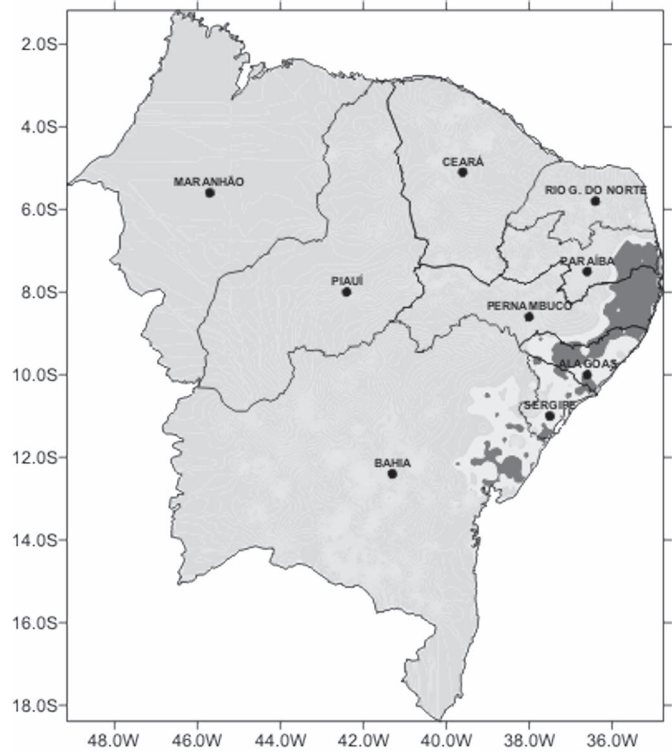 2.0S
4.0S
CEARÁ
MARANHÃO
RIO G. DO NORTE
6.0S
PARAÍBA
PIAUÍ
8.0S
PERNAMBUCO
ALAGOAS
10.0S
SERGIPE
12.0S
BAHIA
14.0S
16.0S
18.0S
48.0W 46.0W 44.0W 42.0W 40.0W 38.0W 36.0W